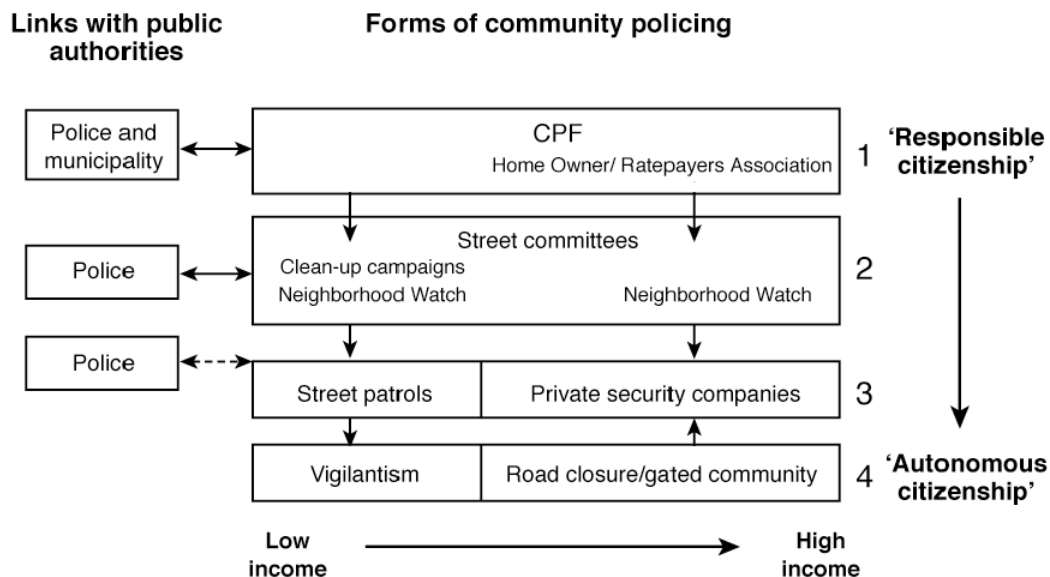 Links with public
authorities
Forms of community policing
Police and
municipality
CPF
Home Owner/ Ratepayers Association
1
‘Responsible
citizenship’
Police
Street committees
Clean-up campaigns
Neighborhood Watch
Neighborhood Watch
2
Police
Street patrols
Private security companies
3
Vigilantism
Road closure/gated community
4
‘Autonomous
citizenship’
Low
income
High
income